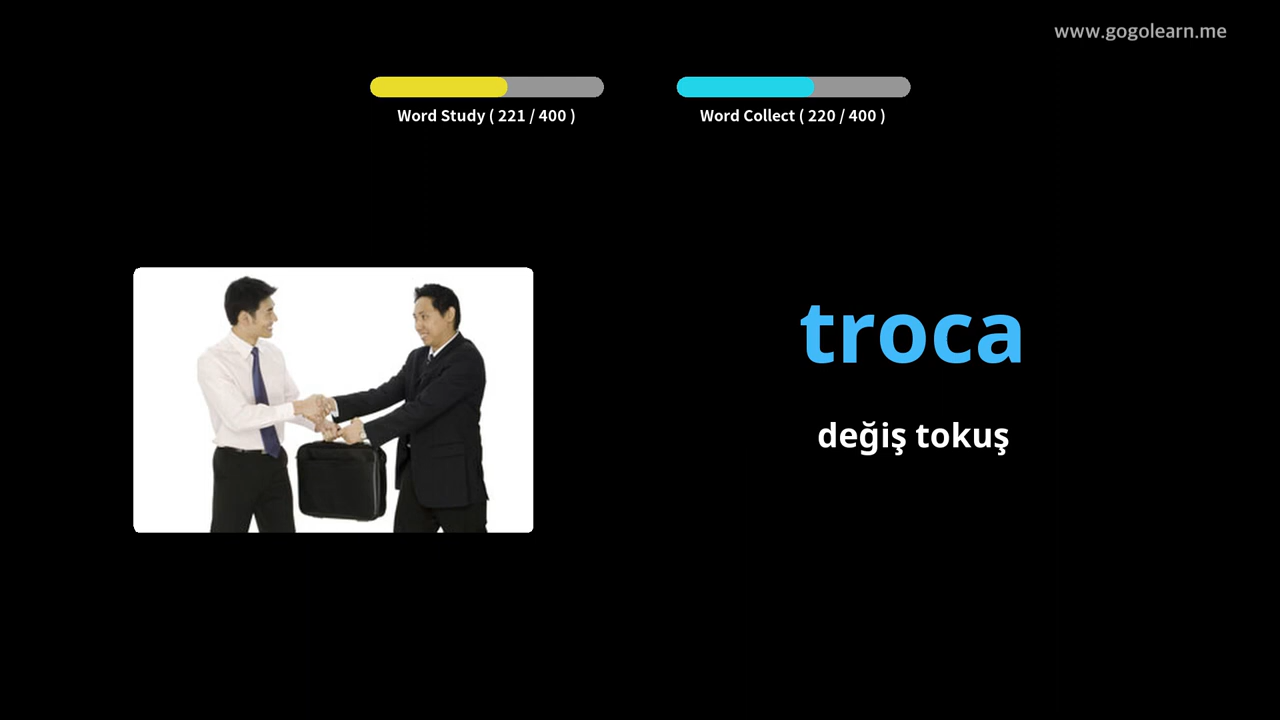 www.gogolearn.me
Word Study ( 221 / 400 )
Word Collect ( 220 / 400 )
troca
değiş tokuş